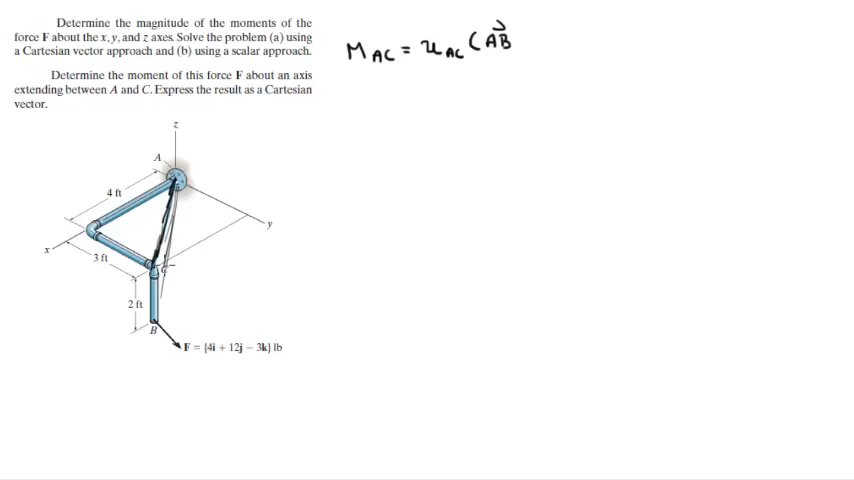 Determine the magnitude of the moments of the
force F about the x, y, and z axes. Solve the problem (a) using
a Cartesian vector approach and (b) using a scalar approach.
Determine the moment of this force F about an axis
extending between A and C. Express the result as a Cartesian
vector.
M_AC = u_AC ( \vec{AB}
z
A
4 ft
y
x
3 ft
C
2 ft
B
F = {4i + 12j − 3k} lb